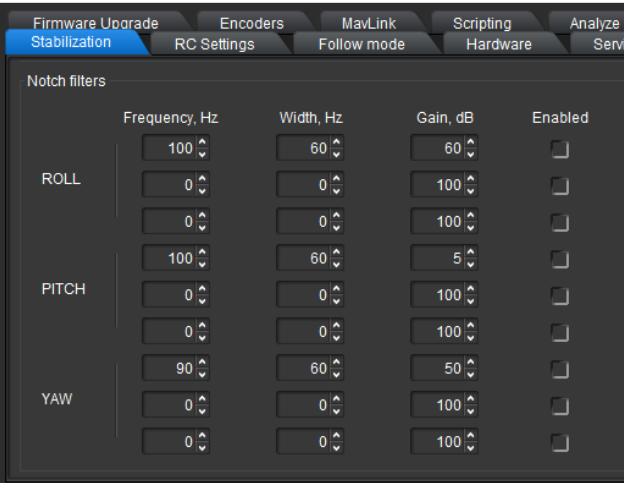 Firmware Upgrade Encoders MavLink Scripting Analyze
Stabilization RC Settings Follow mode Hardware Servi
Notch filters
Frequency, Hz Width, Hz Gain, dB Enabled
100 60 60
ROLL
0 0 100
0 0 100
100 60 5
PITCH
0 0 100
0 0 100
90 60 50
YAW
0 0 100
0 0 100